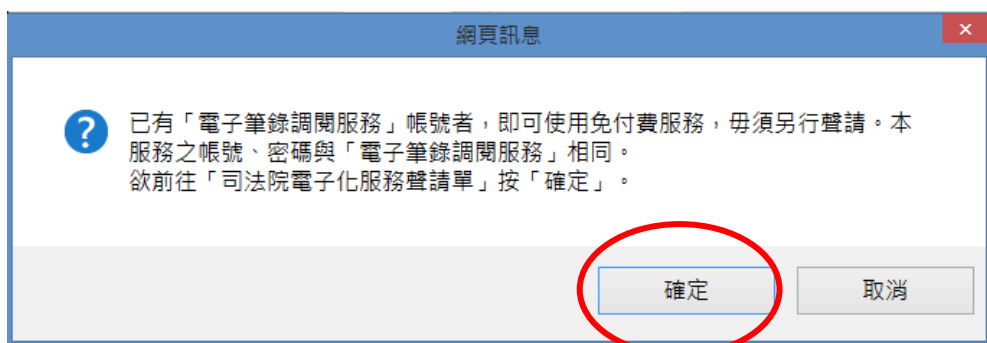 網頁訊息
已有「電子筆錄調閱服務」帳號者，即可使用免付費服務，毋須另行聲請。本
服務之帳號、密碼與「電子筆錄調閱服務」相同。
欲前往「司法院電子化服務聲請單」按「確定」。
確定
取消